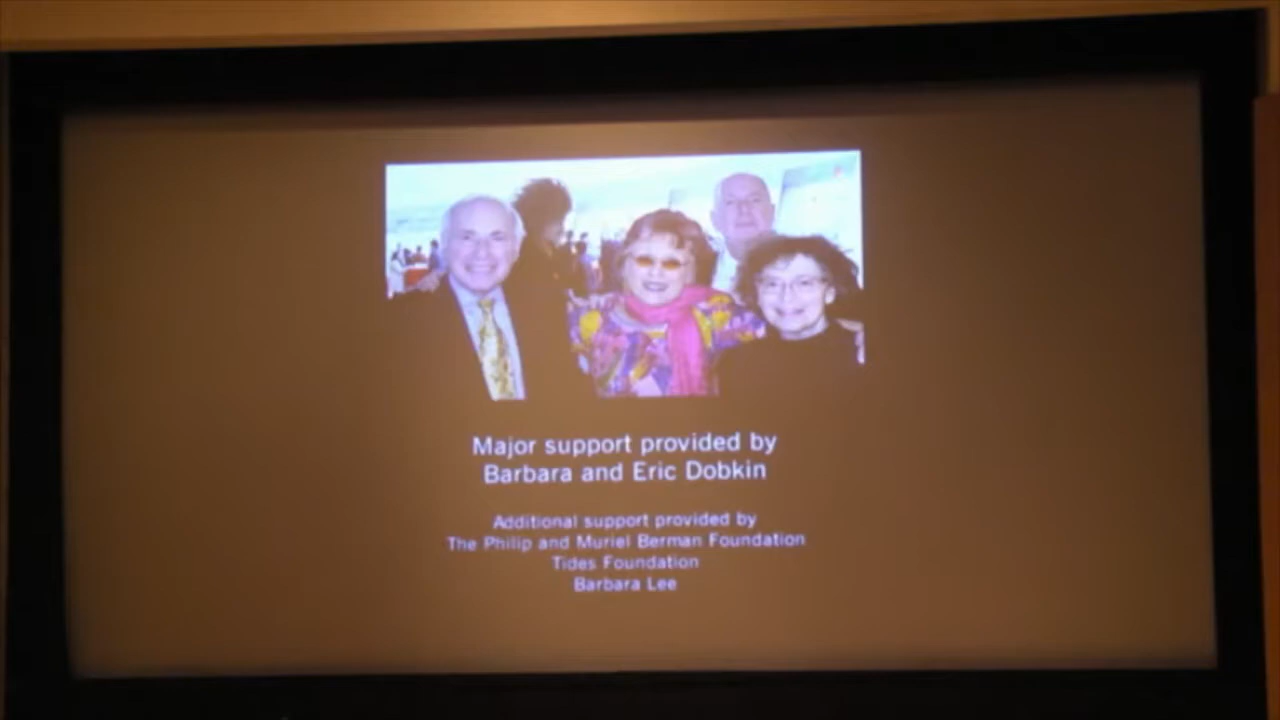 Major support provided by
Barbara and Eric Dobkin
Additional support provided by
The Philip and Muriel Berman Foundation
Tides Foundation
Barbara Lee